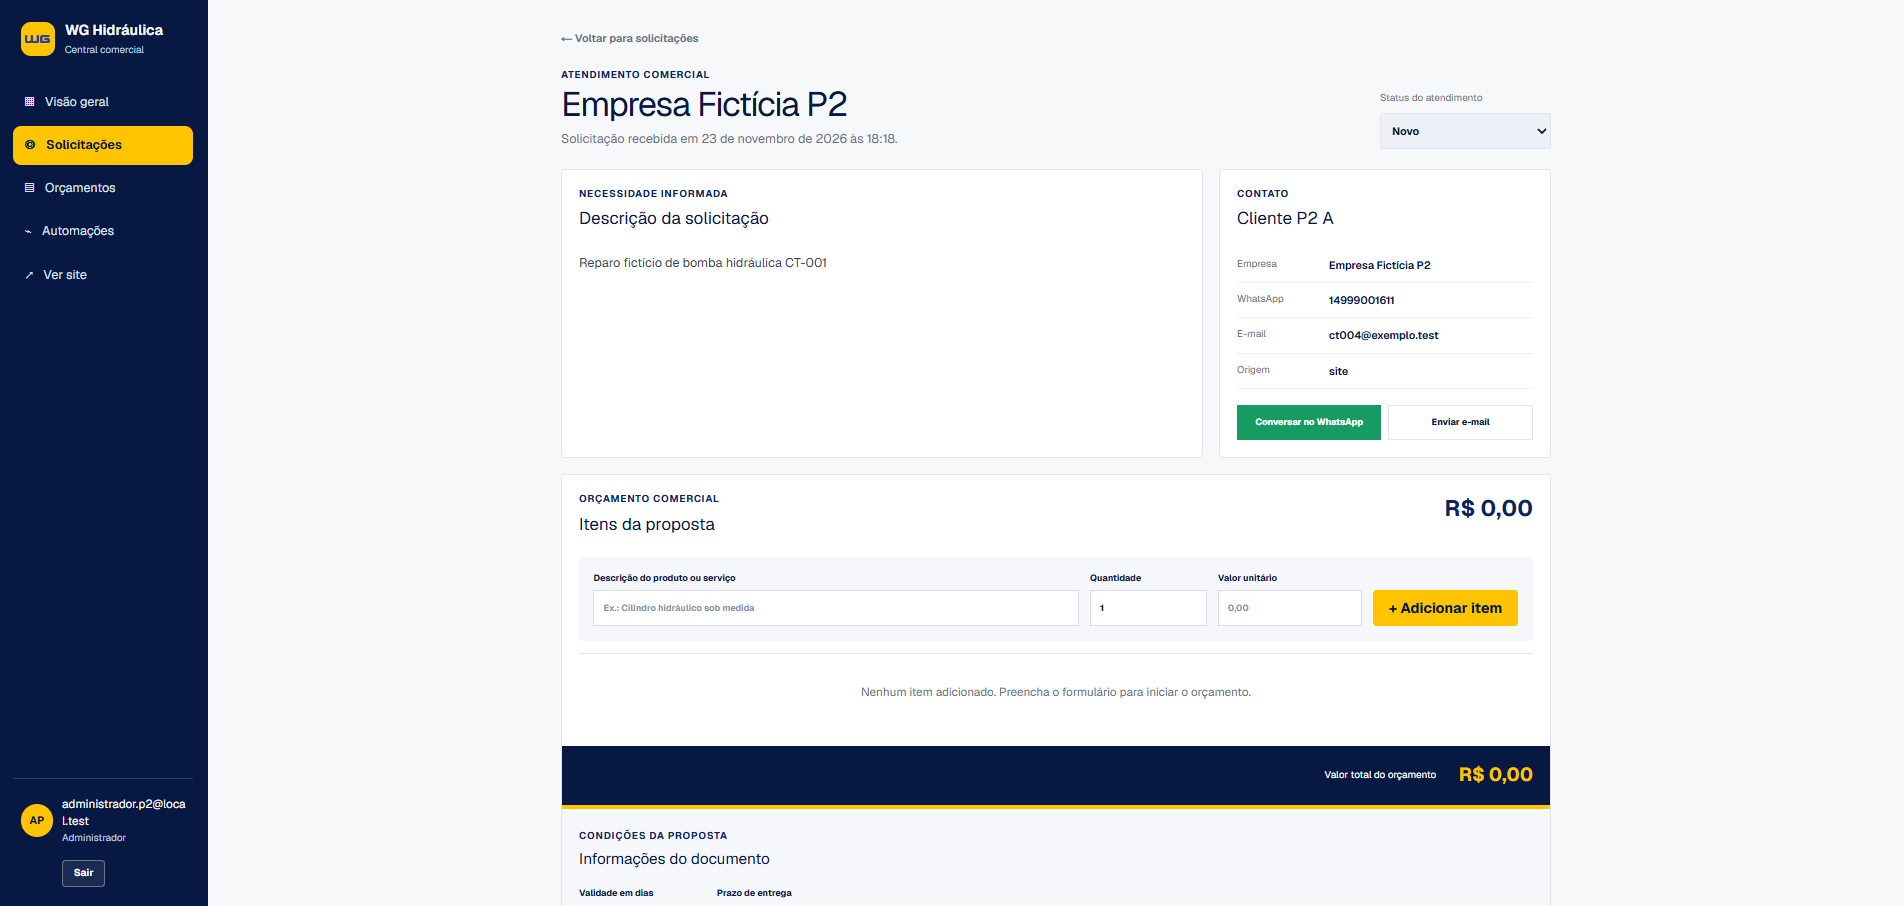 WG
WG Hidráulica
Central comercial
Visão geral
Solicitações
Orçamentos
Automações
Ver site
administrador.p2@loca
l.test
AP
Administrador
Sair
← Voltar para solicitações
ATENDIMENTO COMERCIAL
Empresa Fictícia P2
Solicitação recebida em 23 de novembro de 2026 às 18:18.
Status do atendimento
Novo
NECESSIDADE INFORMADA
Descrição da solicitação
Reparo fictício de bomba hidráulica CT-001
CONTATO
Cliente P2 A
Empresa Empresa Fictícia P2
WhatsApp 14999001611
E-mail ct004@exemplo.test
Origem site
Conversar no WhatsApp Enviar e-mail
ORÇAMENTO COMERCIAL
Itens da proposta
R$ 0,00
Descrição do produto ou serviço Quantidade Valor unitário
Ex.: Cilindro hidráulico sob medida 1 0,00 + Adicionar item
Nenhum item adicionado. Preencha o formulário para iniciar o orçamento.
Valor total do orçamento R$ 0,00
CONDIÇÕES DA PROPOSTA
Informações do documento
Validade em dias Prazo de entrega